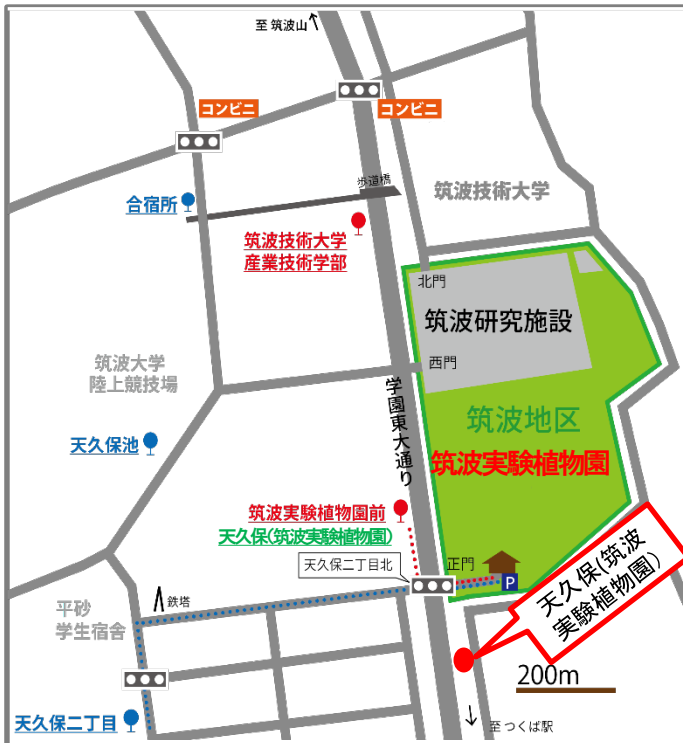 至 筑波山
コンビニ
コンビニ
歩道橋
筑波技術大学
合宿所
筑波技術大学
産業技術学部
北門
筑波研究施設
西門
筑波大学
陸上競技場
学園東大通り
筑波地区
筑波実験植物園
天久保池
筑波実験植物園前
天久保(筑波実験植物園)
天久保二丁目北
正門
P
天久保(筑波
実験植物園)
鉄塔
平砂
学生宿舎
200m
天久保二丁目
至 つくば駅